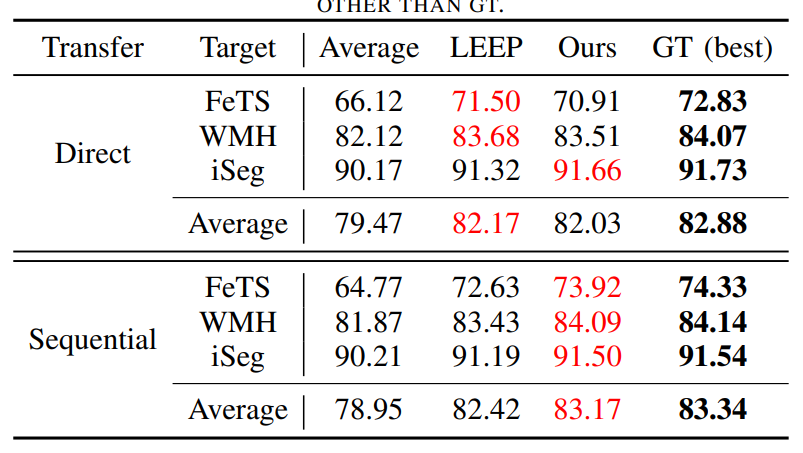 OTHER THAN GT.
Transfer Target Average LEEP Ours GT (best)
Direct
FeTS 66.12 71.50 70.91 72.83
WMH 82.12 83.68 83.51 84.07
iSeg 90.17 91.32 91.66 91.73
Average 79.47 82.17 82.03 82.88
Sequential
FeTS 64.77 72.63 73.92 74.33
WMH 81.87 83.43 84.09 84.14
iSeg 90.21 91.19 91.50 91.54
Average 78.95 82.42 83.17 83.34